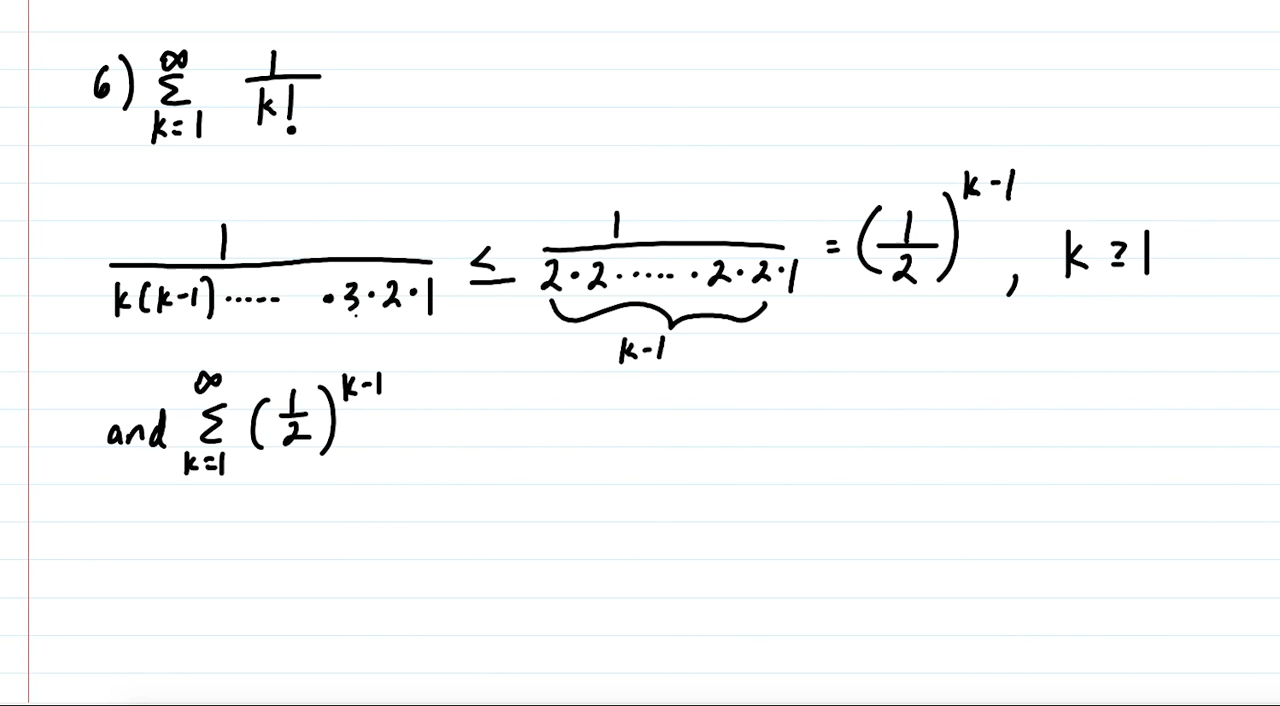 6) ∞ Σ k=1 1/k!
1/(k(k-1)····· ·3·2·1) ≤ 1/(2·2······2·2·1) = (1/2)^(k-1), k ≥ 1
k-1
and ∞ Σ k=1 (1/2)^(k-1)